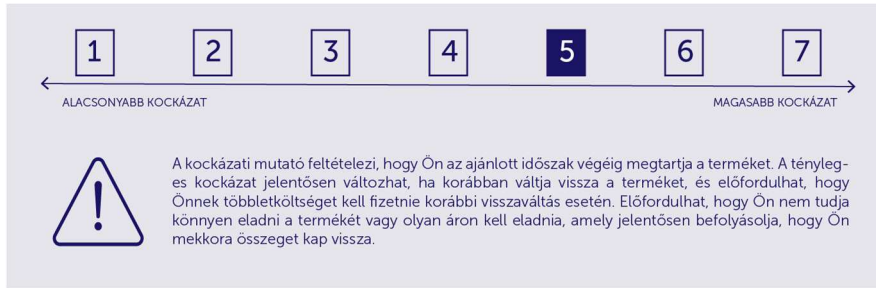 1 2 3 4 5 6 7
ALACSONYABB KOCKÁZAT MAGASABB KOCKÁZAT
A kockázati mutató feltételezi, hogy Ön az ajánlott időszak végéig megtartja a terméket. A tényleg-
es kockázat jelentősen változhat, ha korábban váltja vissza a terméket, és előfordulhat, hogy
Önnek többletköltséget kell fizetnie korábbi visszaváltás esetén. Előfordulhat, hogy Ön nem tudja
könnyen eladni a termékét vagy olyan áron kell eladnia, amely jelentősen befolyásolja, hogy Ön
mekkora összeget kap vissza.